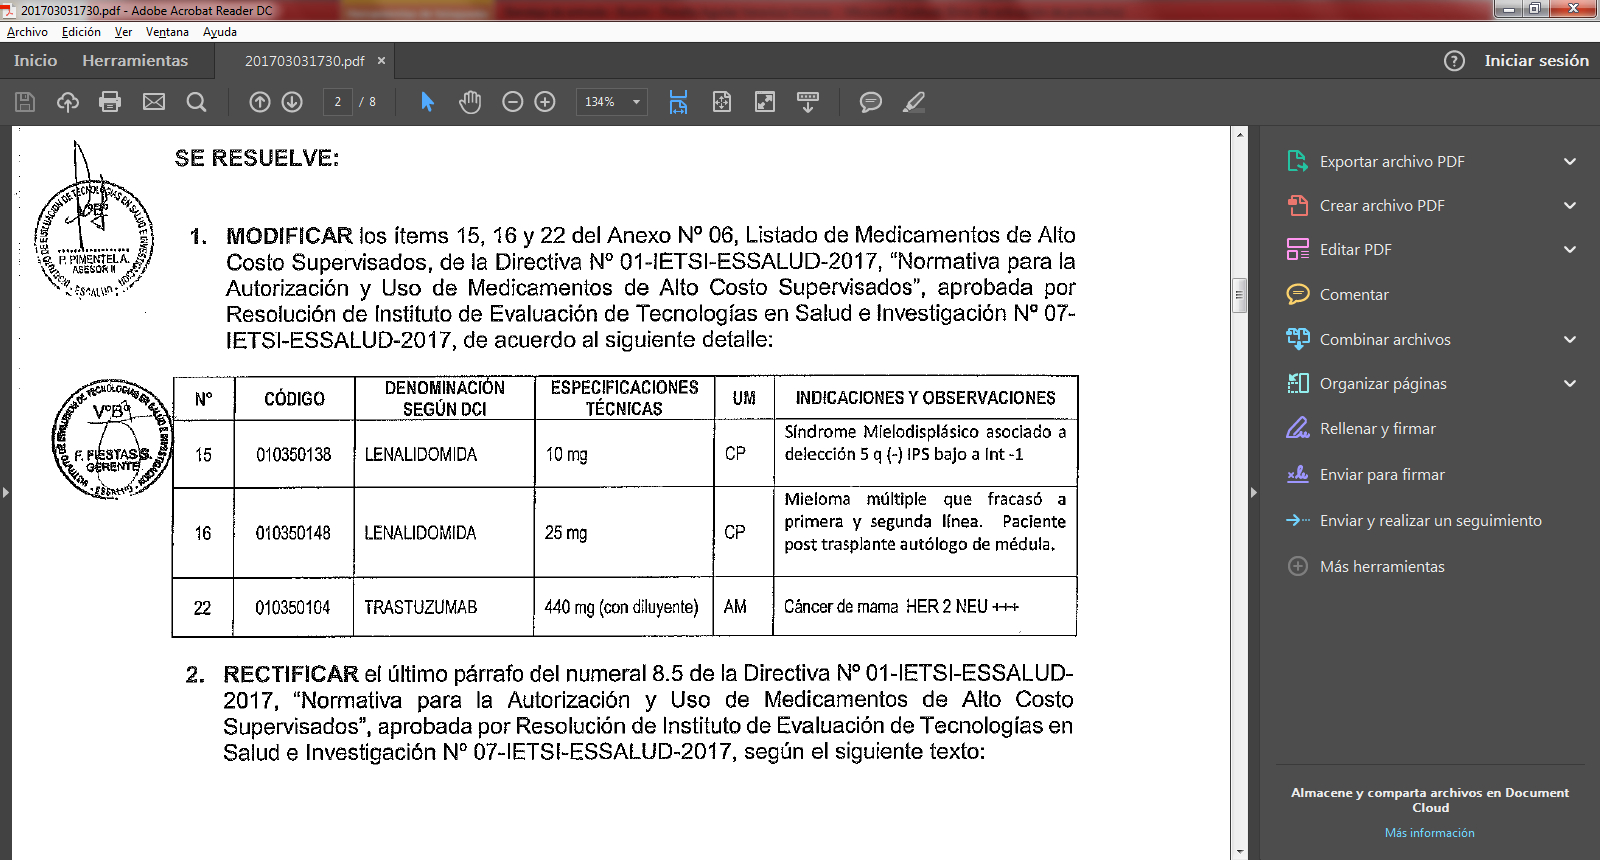 201703031730.pdf - Adobe Acrobat Reader DC
Archivo Edición Ver Ventana Ayuda
Inicio Herramientas 201703031730.pdf × ? Iniciar sesión
2 / 8 134%
SE RESUELVE:
VºBº
P. PIMENTEL A.
ASESOR II
ESSALUD
1. MODIFICAR los ítems 15, 16 y 22 del Anexo Nº 06, Listado de Medicamentos de Alto
Costo Supervisados, de la Directiva Nº 01-IETSI-ESSALUD-2017, “Normativa para la
Autorización y Uso de Medicamentos de Alto Costo Supervisados”, aprobada por
Resolución de Instituto de Evaluación de Tecnologías en Salud e Investigación Nº 07-
IETSI-ESSALUD-2017, de acuerdo al siguiente detalle:
VºBº
F. FIESTAS S.
GERENTE
ESSALUD
Nº CÓDIGO DENOMINACIÓN SEGÚN DCI ESPECIFICACIONES TÉCNICAS UM INDICACIONES Y OBSERVACIONES
15 010350138 LENALIDOMIDA 10 mg CP Síndrome Mielodisplásico asociado a
delección 5 q (-) IPS bajo a Int -1
16 010350148 LENALIDOMIDA 25 mg CP Mieloma múltiple que fracasó a
primera y segunda línea. Paciente
post trasplante autólogo de médula.
22 010350104 TRASTUZUMAB 440 mg (con diluyente) AM Cáncer de mama HER 2 NEU +++
2. RECTIFICAR el último párrafo del numeral 8.5 de la Directiva Nº 01-IETSI-ESSALUD-
2017, “Normativa para la Autorización y Uso de Medicamentos de Alto Costo
Supervisados”, aprobada por Resolución de Instituto de Evaluación de Tecnologías en
Salud e Investigación Nº 07-IETSI-ESSALUD-2017, según el siguiente texto:
Exportar archivo PDF
Crear archivo PDF
Editar PDF
Comentar
Combinar archivos
Organizar páginas
Rellenar y firmar
Enviar para firmar
Enviar y realizar un seguimiento
Más herramientas
Almacene y comparta archivos en Document
Cloud
Más información